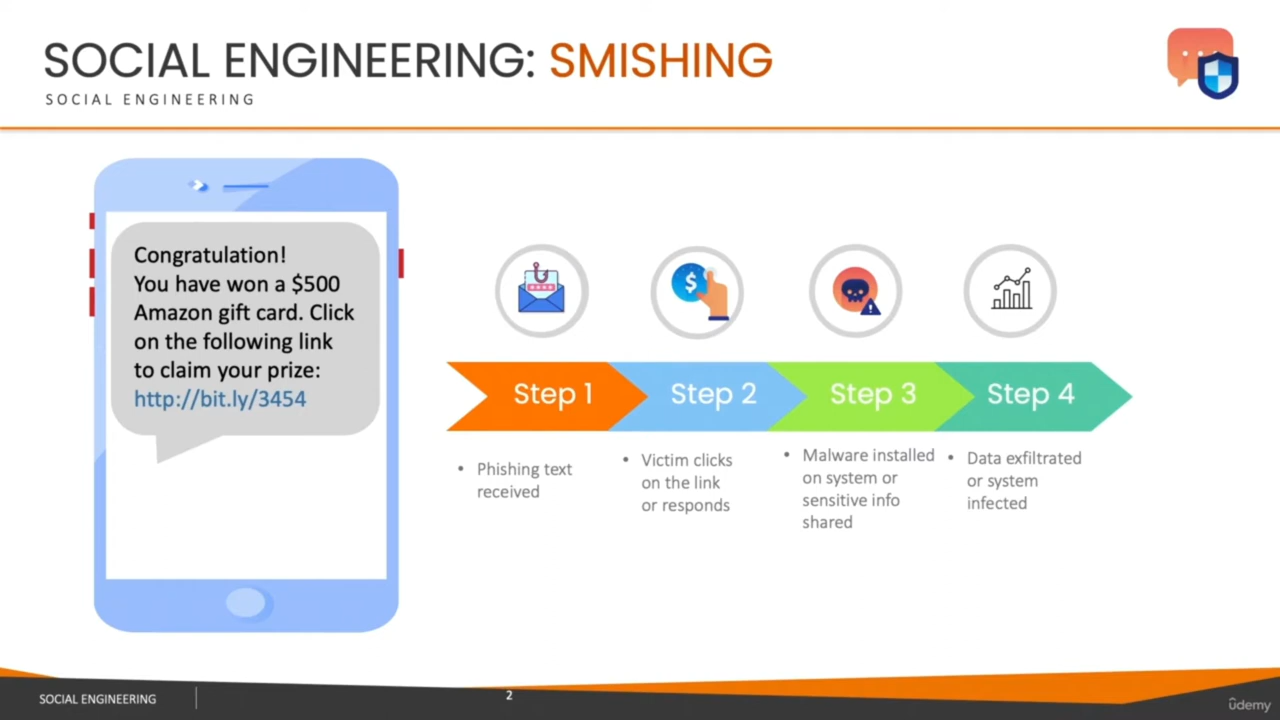 SOCIAL ENGINEERING: SMISHING
SOCIAL ENGINEERING
Congratulation!
You have won a $500
Amazon gift card. Click
on the following link
to claim your prize:
http://bit.ly/3454
$
Step 1
Step 2
Step 3
Step 4
• Phishing text
received
• Victim clicks
on the link
or responds
• Malware installed
on system or
sensitive info
shared
• Data exfiltrated
or system
infected
SOCIAL ENGINEERING
2
ûdemy